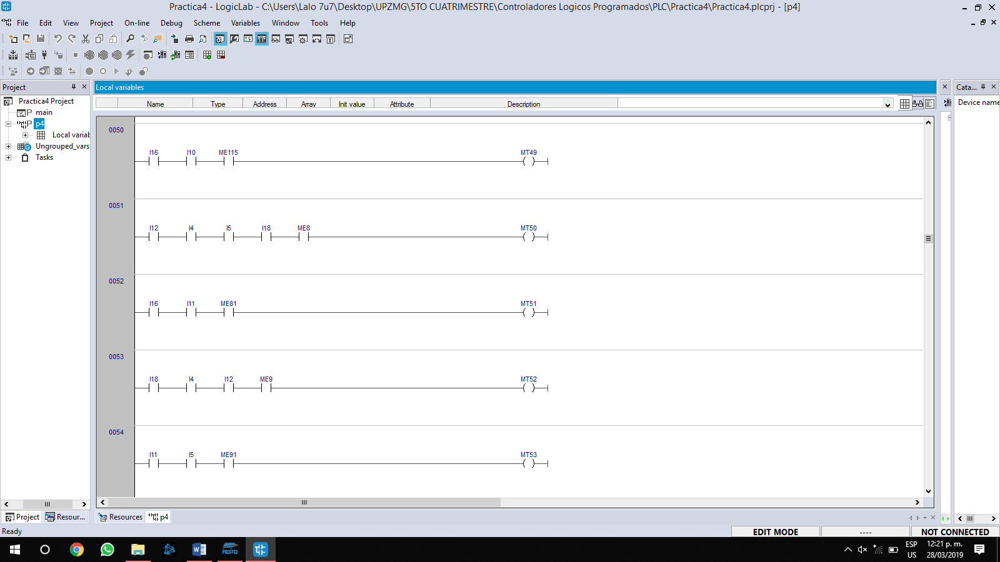 Practica4 - LogicLab - C:\Users\Lalo 7u7\Desktop\UPZMG\5TO CUATRIMESTRE\Controladores Logicos Programados\PLC\Practica4\Practica4.plcprj - [p4]
File Edit View Project On-line Debug Scheme Variables Window Tools Help
Project
Local variables
Cata...
Practica4 Project
Name Type Address Array Init value Attribute Description
Device name
main
p4
Local variab
Ungrouped_vars
Tasks
0050
I16 I10 ME115 MT49
0051
I12 I4 I5 I18 ME8 MT50
0052
I16 I11 ME81 MT51
0053
I18 I4 I12 ME9 MT52
0054
I11 I5 ME91 MT53
Project Resour... Resources p4
Ready
EDIT MODE ---- NOT CONNECTED
FESTO
ESP 12:21 p. m.
US 28/03/2019